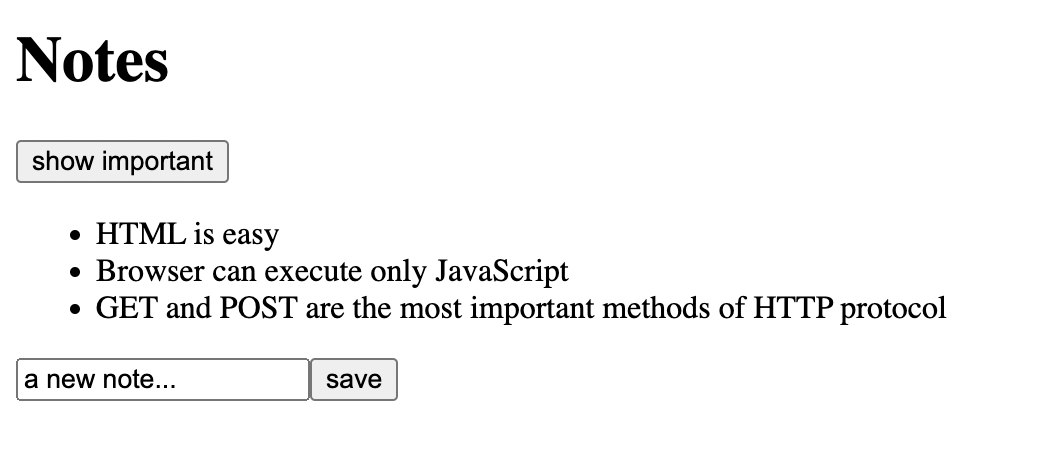 Notes
show important
HTML is easy
Browser can execute only JavaScript
GET and POST are the most important methods of HTTP protocol
a new note... save